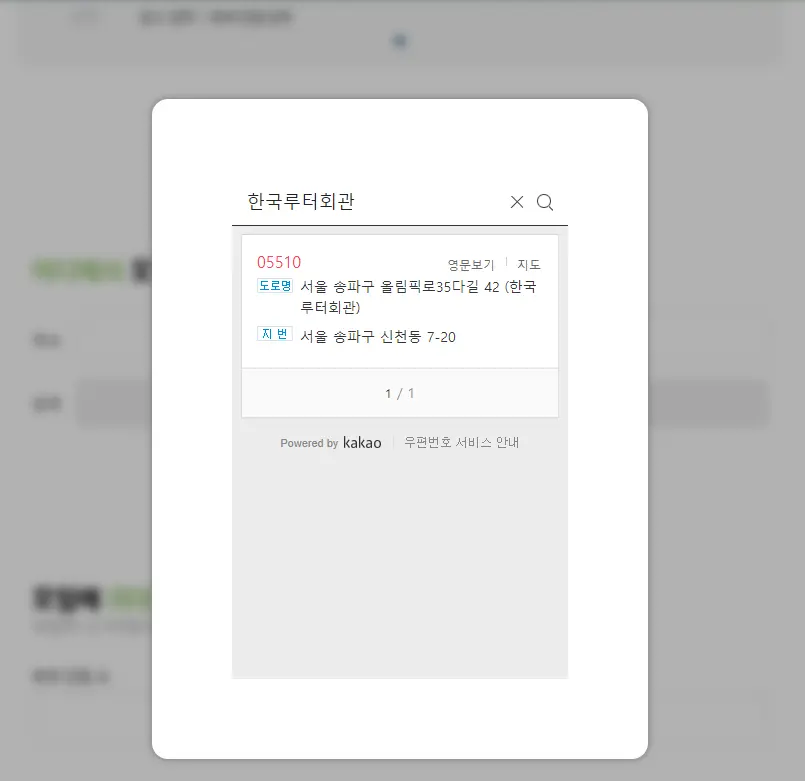 한국루터회관
05510
영문보기 지도
도로명 서울 송파구 올림픽로35다길 42 (한국
루터회관)
지 번 서울 송파구 신천동 7-20
1 / 1
Powered by kakao 우편번호 서비스 안내